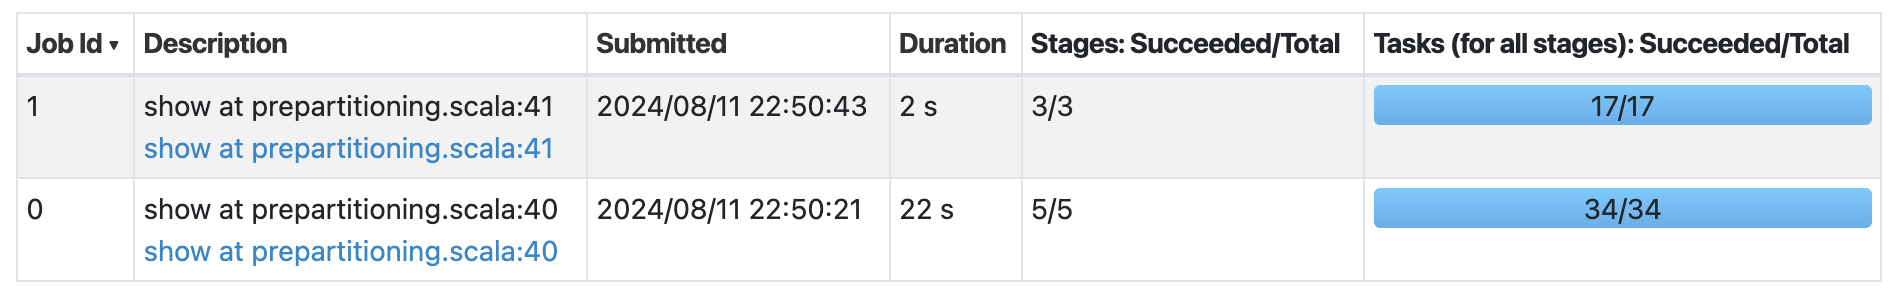 Job Id ▾ Description Submitted Duration Stages: Succeeded/Total Tasks (for all stages): Succeeded/Total
1 show at prepartitioning.scala:41 2024/08/11 22:50:43 2 s 3/3 17/17
show at prepartitioning.scala:41
0 show at prepartitioning.scala:40 2024/08/11 22:50:21 22 s 5/5 34/34
show at prepartitioning.scala:40